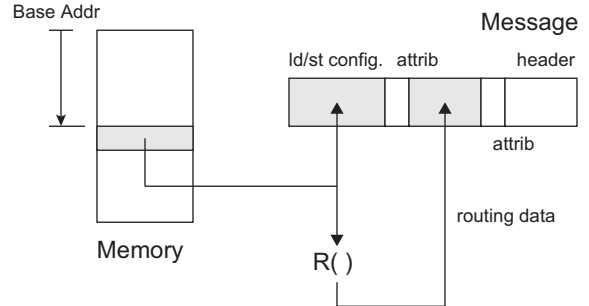 Base Addr
Message
ld/st config. attrib header
attrib
routing data
Memory
R( )